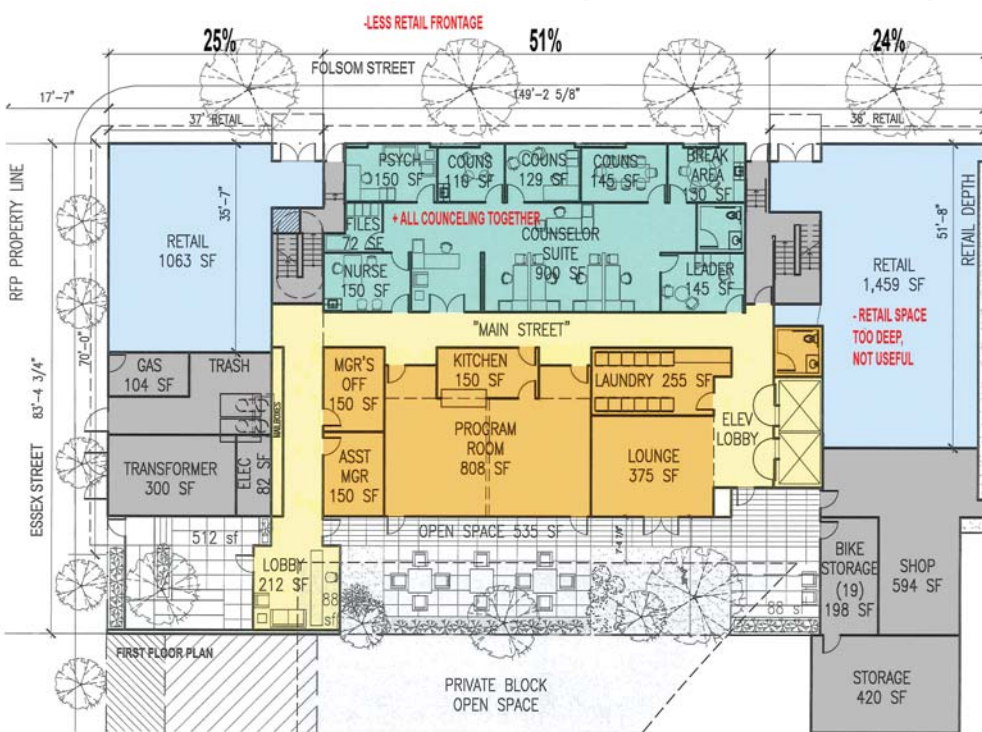 -LESS RETAIL FRONTAGE
25%
51%
24%
FOLSOM STREET
17'-7"
149'-2 5/8"
37' RETAIL
36' RETAIL
RFP PROPERTY LINE
ESSEX STREET 83'-4 3/4"
70'-0"
35'-7"
RETAIL
1063 SF
PSYCH
150 SF
COUNS
110 SF
COUNS
129 SF
COUNS
145 SF
BREAK
AREA
130 SF
+ ALL COUNCELING TOGETHER
FILES
72 SF
COUNSELOR
SUITE
900 SF
NURSE
150 SF
LEADER
145 SF
51'-8"
RETAIL DEPTH
RETAIL
1,459 SF
- RETAIL SPACE
TOO DEEP,
NOT USEFUL
"MAIN STREET"
GAS
104 SF
TRASH
MAILBOXES
MGR'S
OFF
150 SF
KITCHEN
150 SF
LAUNDRY 255 SF
ELEV
LOBBY
TRANSFORMER
300 SF
ELEC
82 SF
ASST
MGR
150 SF
PROGRAM
ROOM
808 SF
LOUNGE
375 SF
512 sf
OPEN SPACE 535 SF
7'-4 1/8"
LOBBY
212 SF
88
sf
88 sf
BIKE
STORAGE
(19)
198 SF
SHOP
594 SF
FIRST FLOOR PLAN
PRIVATE BLOCK
OPEN SPACE
STORAGE
420 SF